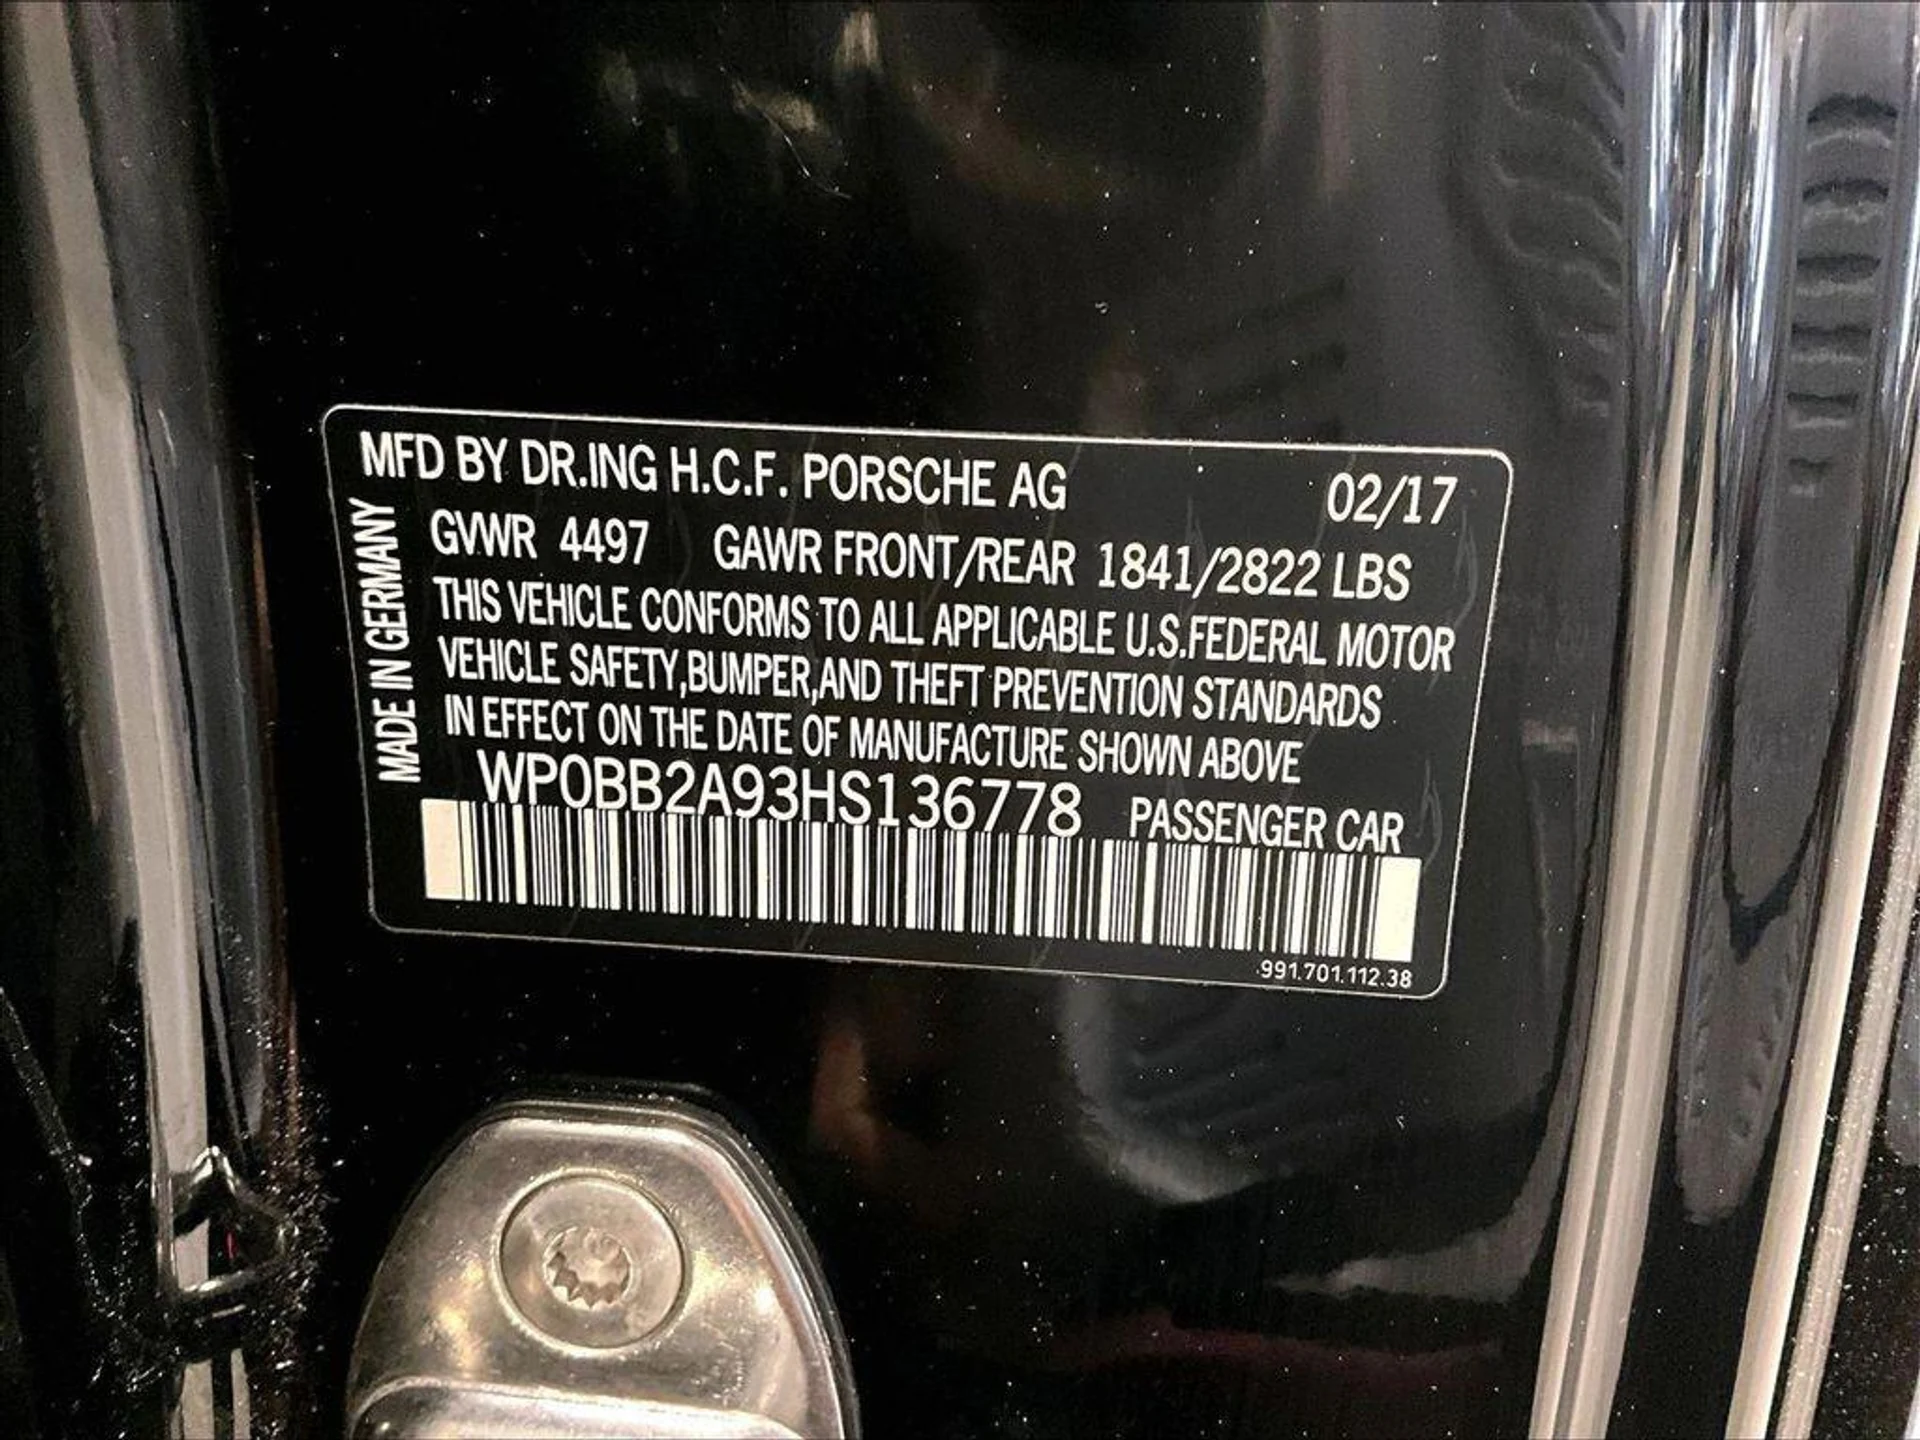 MFD BY DR.ING H.C.F. PORSCHE AG 02/17
MADE IN GERMANY
GVWR 4497 GAWR FRONT/REAR 1841/2822 LBS
THIS VEHICLE CONFORMS TO ALL APPLICABLE U.S.FEDERAL MOTOR
VEHICLE SAFETY,BUMPER,AND THEFT PREVENTION STANDARDS
IN EFFECT ON THE DATE OF MANUFACTURE SHOWN ABOVE
WP0BB2A93HS136778 PASSENGER CAR
991.701.112.38